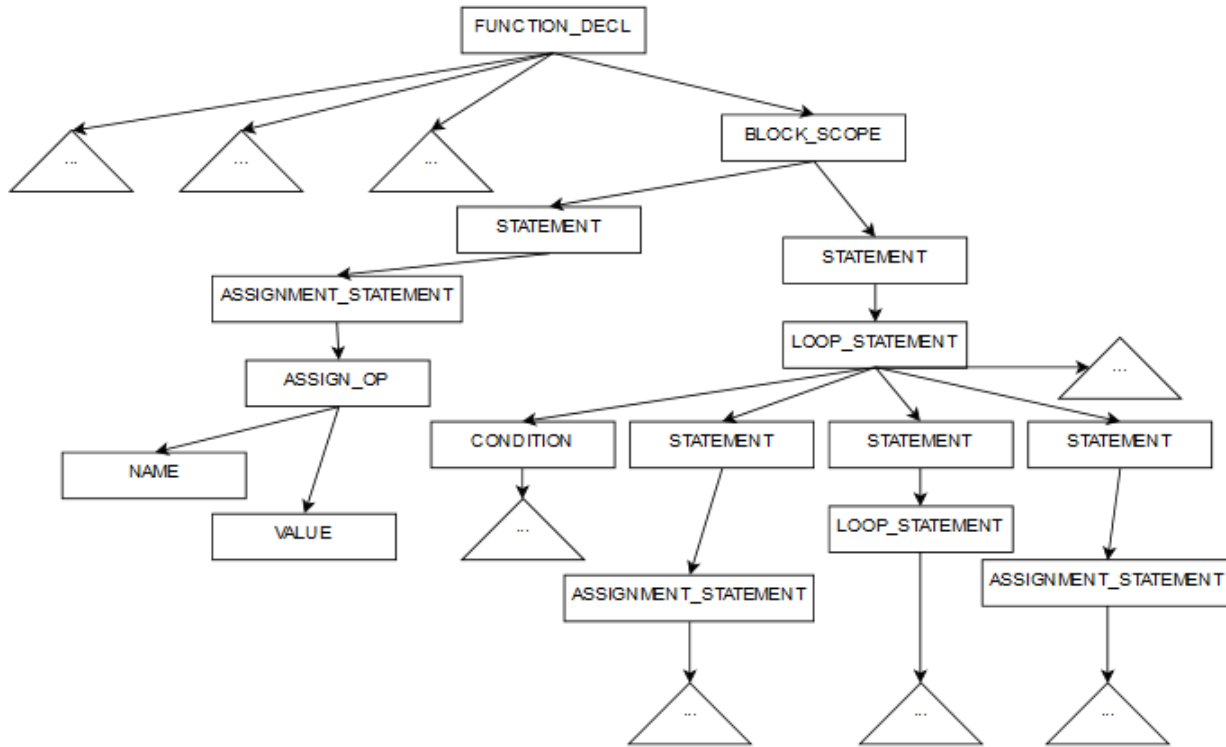 FUNCTION_DECL
...
...
...
BLOCK_SCOPE
STATEMENT
STATEMENT
ASSIGNMENT_STATEMENT
LOOP_STATEMENT
...
ASSIGN_OP
CONDITION
STATEMENT
STATEMENT
STATEMENT
NAME
VALUE
...
LOOP_STATEMENT
ASSIGNMENT_STATEMENT
ASSIGNMENT_STATEMENT
...
...
...